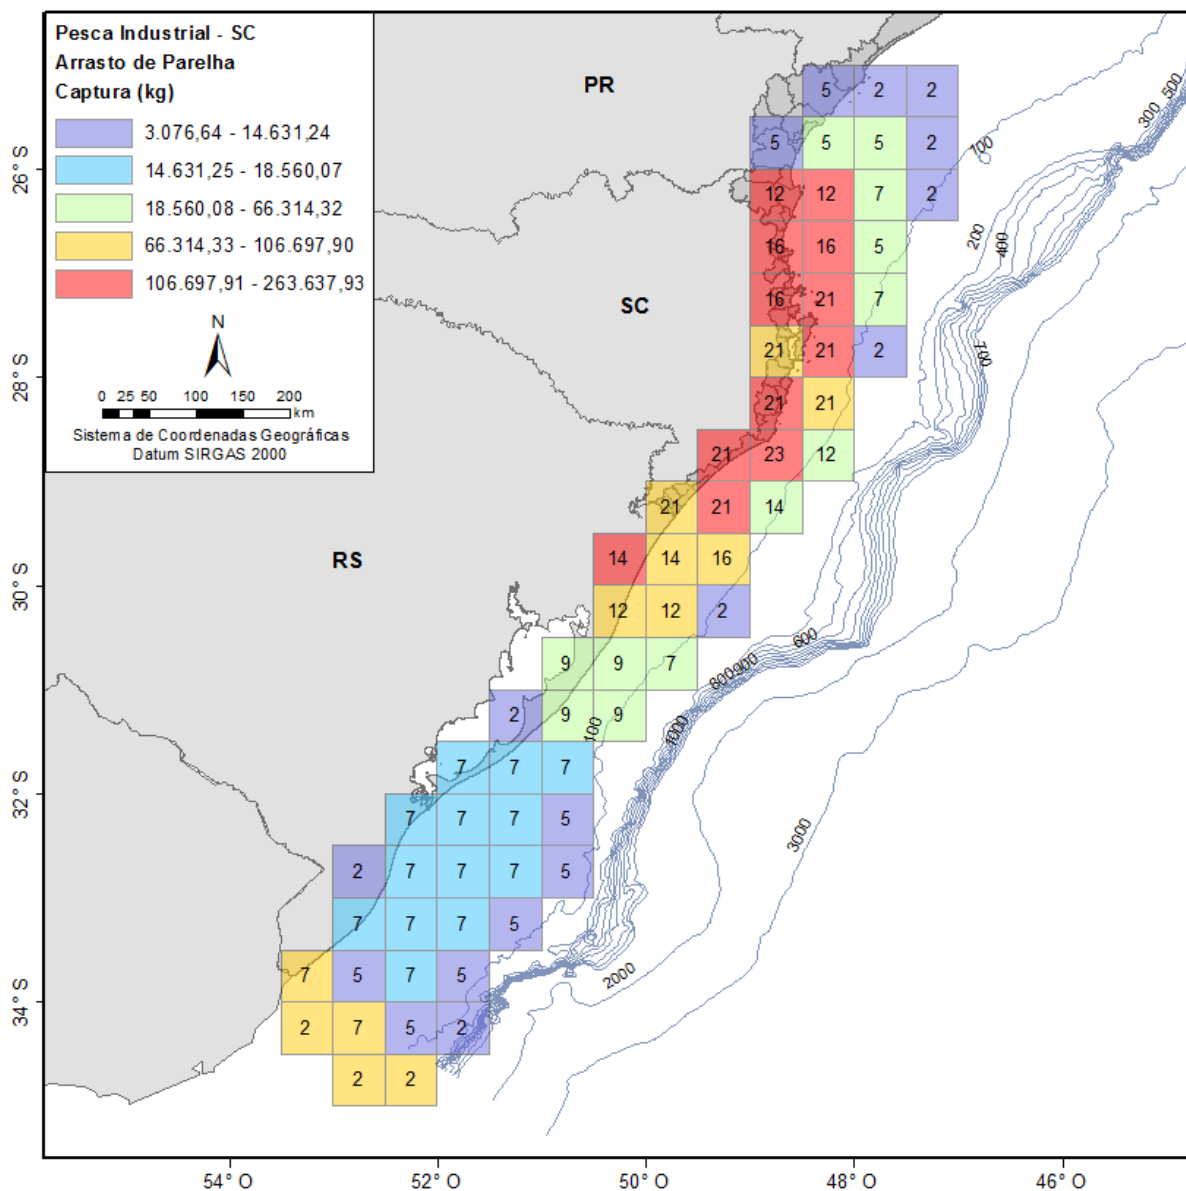 Pesca Industrial - SC
Arrasto de Parelha
Captura (kg)
3.076,64 - 14.631,24
14.631,25 - 18.560,07
18.560,08 - 66.314,32
66.314,33 - 106.697,90
106.697,91 - 263.637,93
N
0 25 50 100 150 200
km
Sistema de Coordenadas Geográficas
Datum SIRGAS 2000
PR
SC
RS
5 2 2
5 5 5 2
12 12 7 2
16 16 5
16 21 7
21 21 2
21 21
21 23 12
21 21 14
14 14 16
12 12 2
9 9 7
2 9 9
7 7 7
7 7 7 5
2 7 7 7 5
7 7 7 5
7 5 7 5
2 7 5 2
2 2
500
300
100
200
400
700
600
800 900
1000
100
3000
2000
26° S
28° S
30° S
32° S
34° S
54° O 52° O 50° O 48° O 46° O